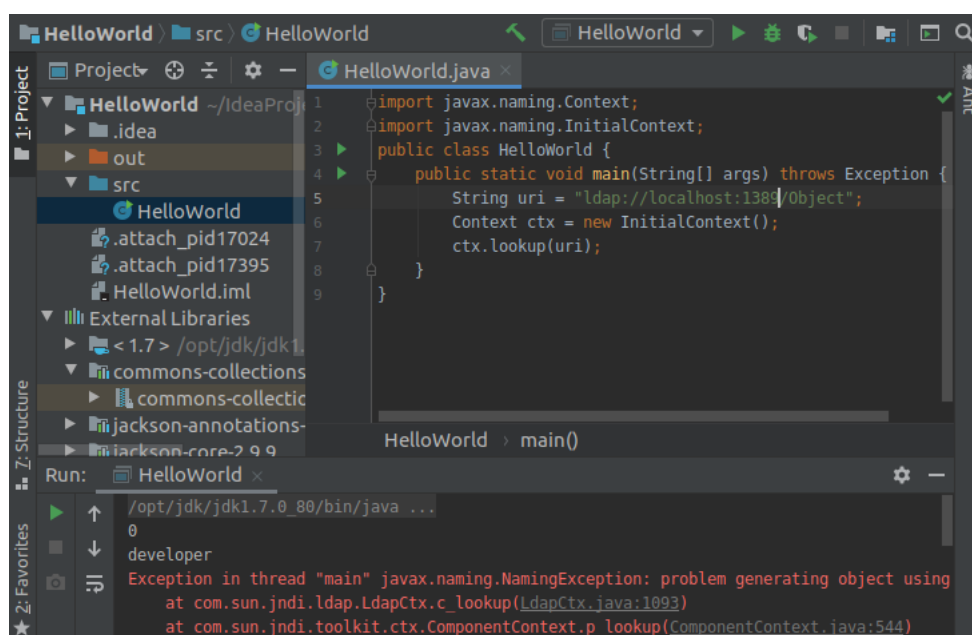 HelloWorld src HelloWorld HelloWorld
1: Project
Project
HelloWorld ~/IdeaProj
.idea
out
src
HelloWorld
.attach_pid17024
.attach_pid17395
HelloWorld.iml
External Libraries
< 1.7 > /opt/jdk/jdk1.
commons-collections
commons-collectio
jackson-annotations-
jackson-core-2.9.9
HelloWorld.java
1 import javax.naming.Context;
2 import javax.naming.InitialContext;
3 public class HelloWorld {
4 public static void main(String[] args) throws Exception {
5 String uri = "ldap://localhost:1389/Object";
6 Context ctx = new InitialContext();
7 ctx.lookup(uri);
8 }
9 }
HelloWorld › main()
Ant
7: Structure
2: Favorites
Run: HelloWorld
/opt/jdk/jdk1.7.0_80/bin/java ...
0
developer
Exception in thread "main" javax.naming.NamingException: problem generating object using
at com.sun.jndi.ldap.LdapCtx.c_lookup(LdapCtx.java:1093)
at com.sun.jndi.toolkit.ctx.ComponentContext.p_lookup(ComponentContext.java:544)